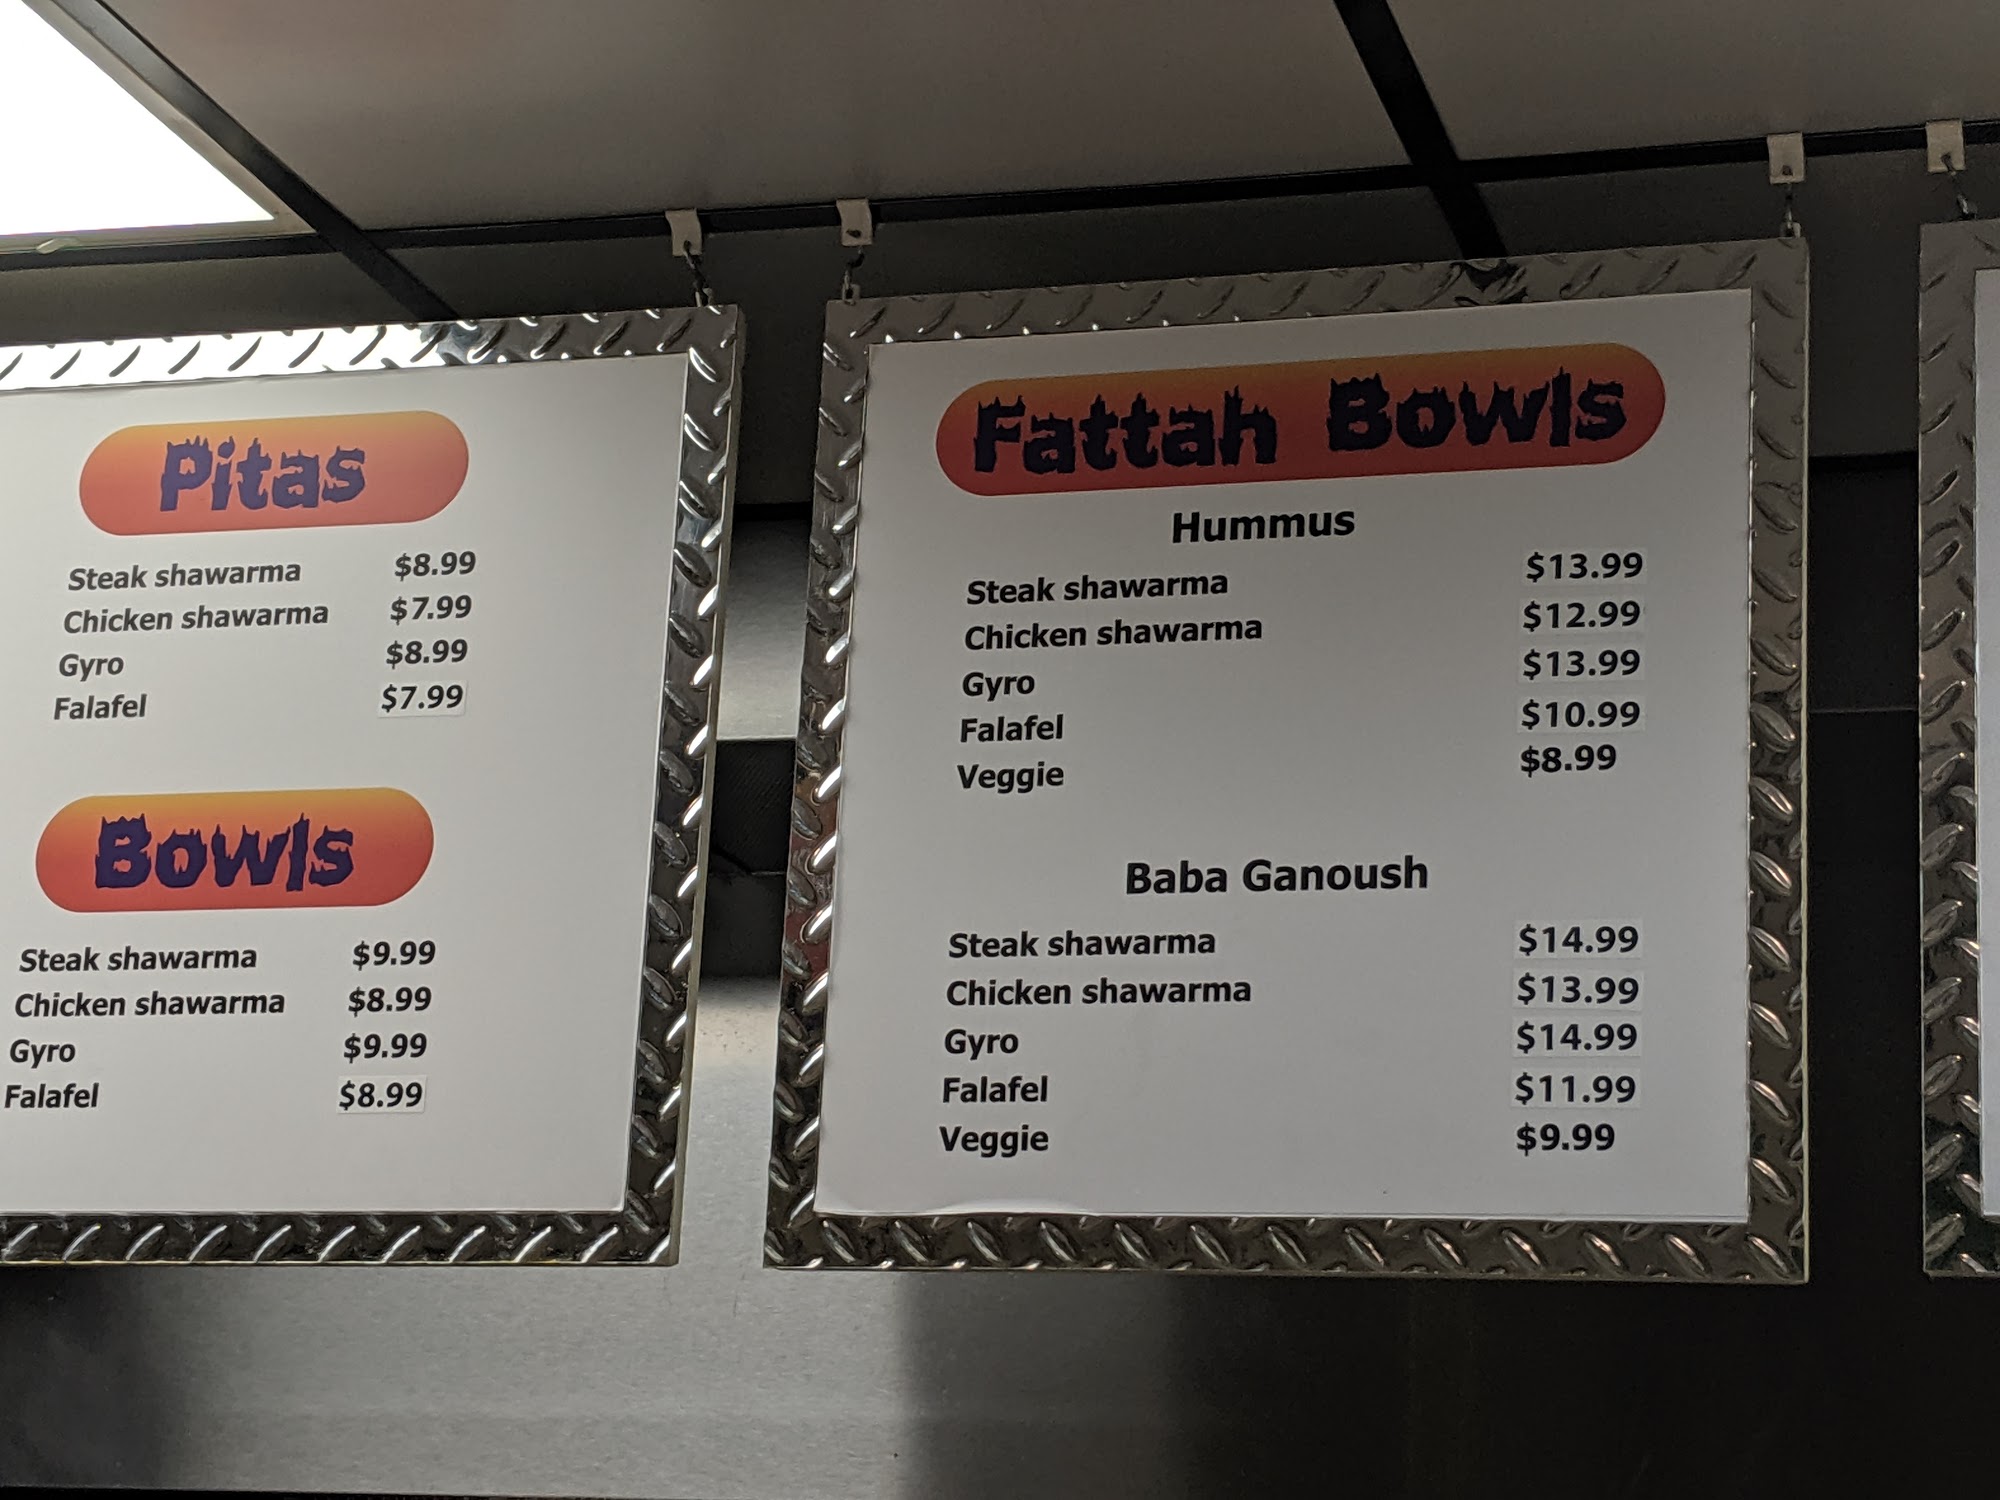 Pitas
Steak shawarma $8.99
Chicken shawarma $7.99
Gyro $8.99
Falafel $7.99
Bowls
Steak shawarma $9.99
Chicken shawarma $8.99
Gyro $9.99
Falafel $8.99
Fattah Bowls
Hummus
Steak shawarma $13.99
Chicken shawarma $12.99
Gyro $13.99
Falafel $10.99
Veggie $8.99
Baba Ganoush
Steak shawarma $14.99
Chicken shawarma $13.99
Gyro $14.99
Falafel $11.99
Veggie $9.99